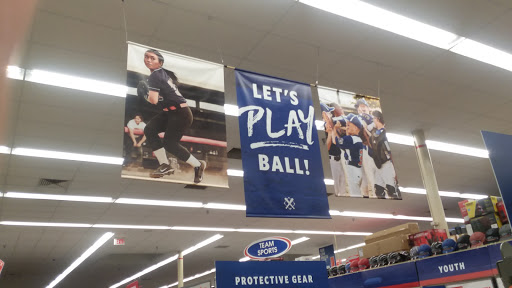 LET'S
PLAY
BALL!
TEAM
SPORTS
YOUTH
PROTECTIVE GEAR